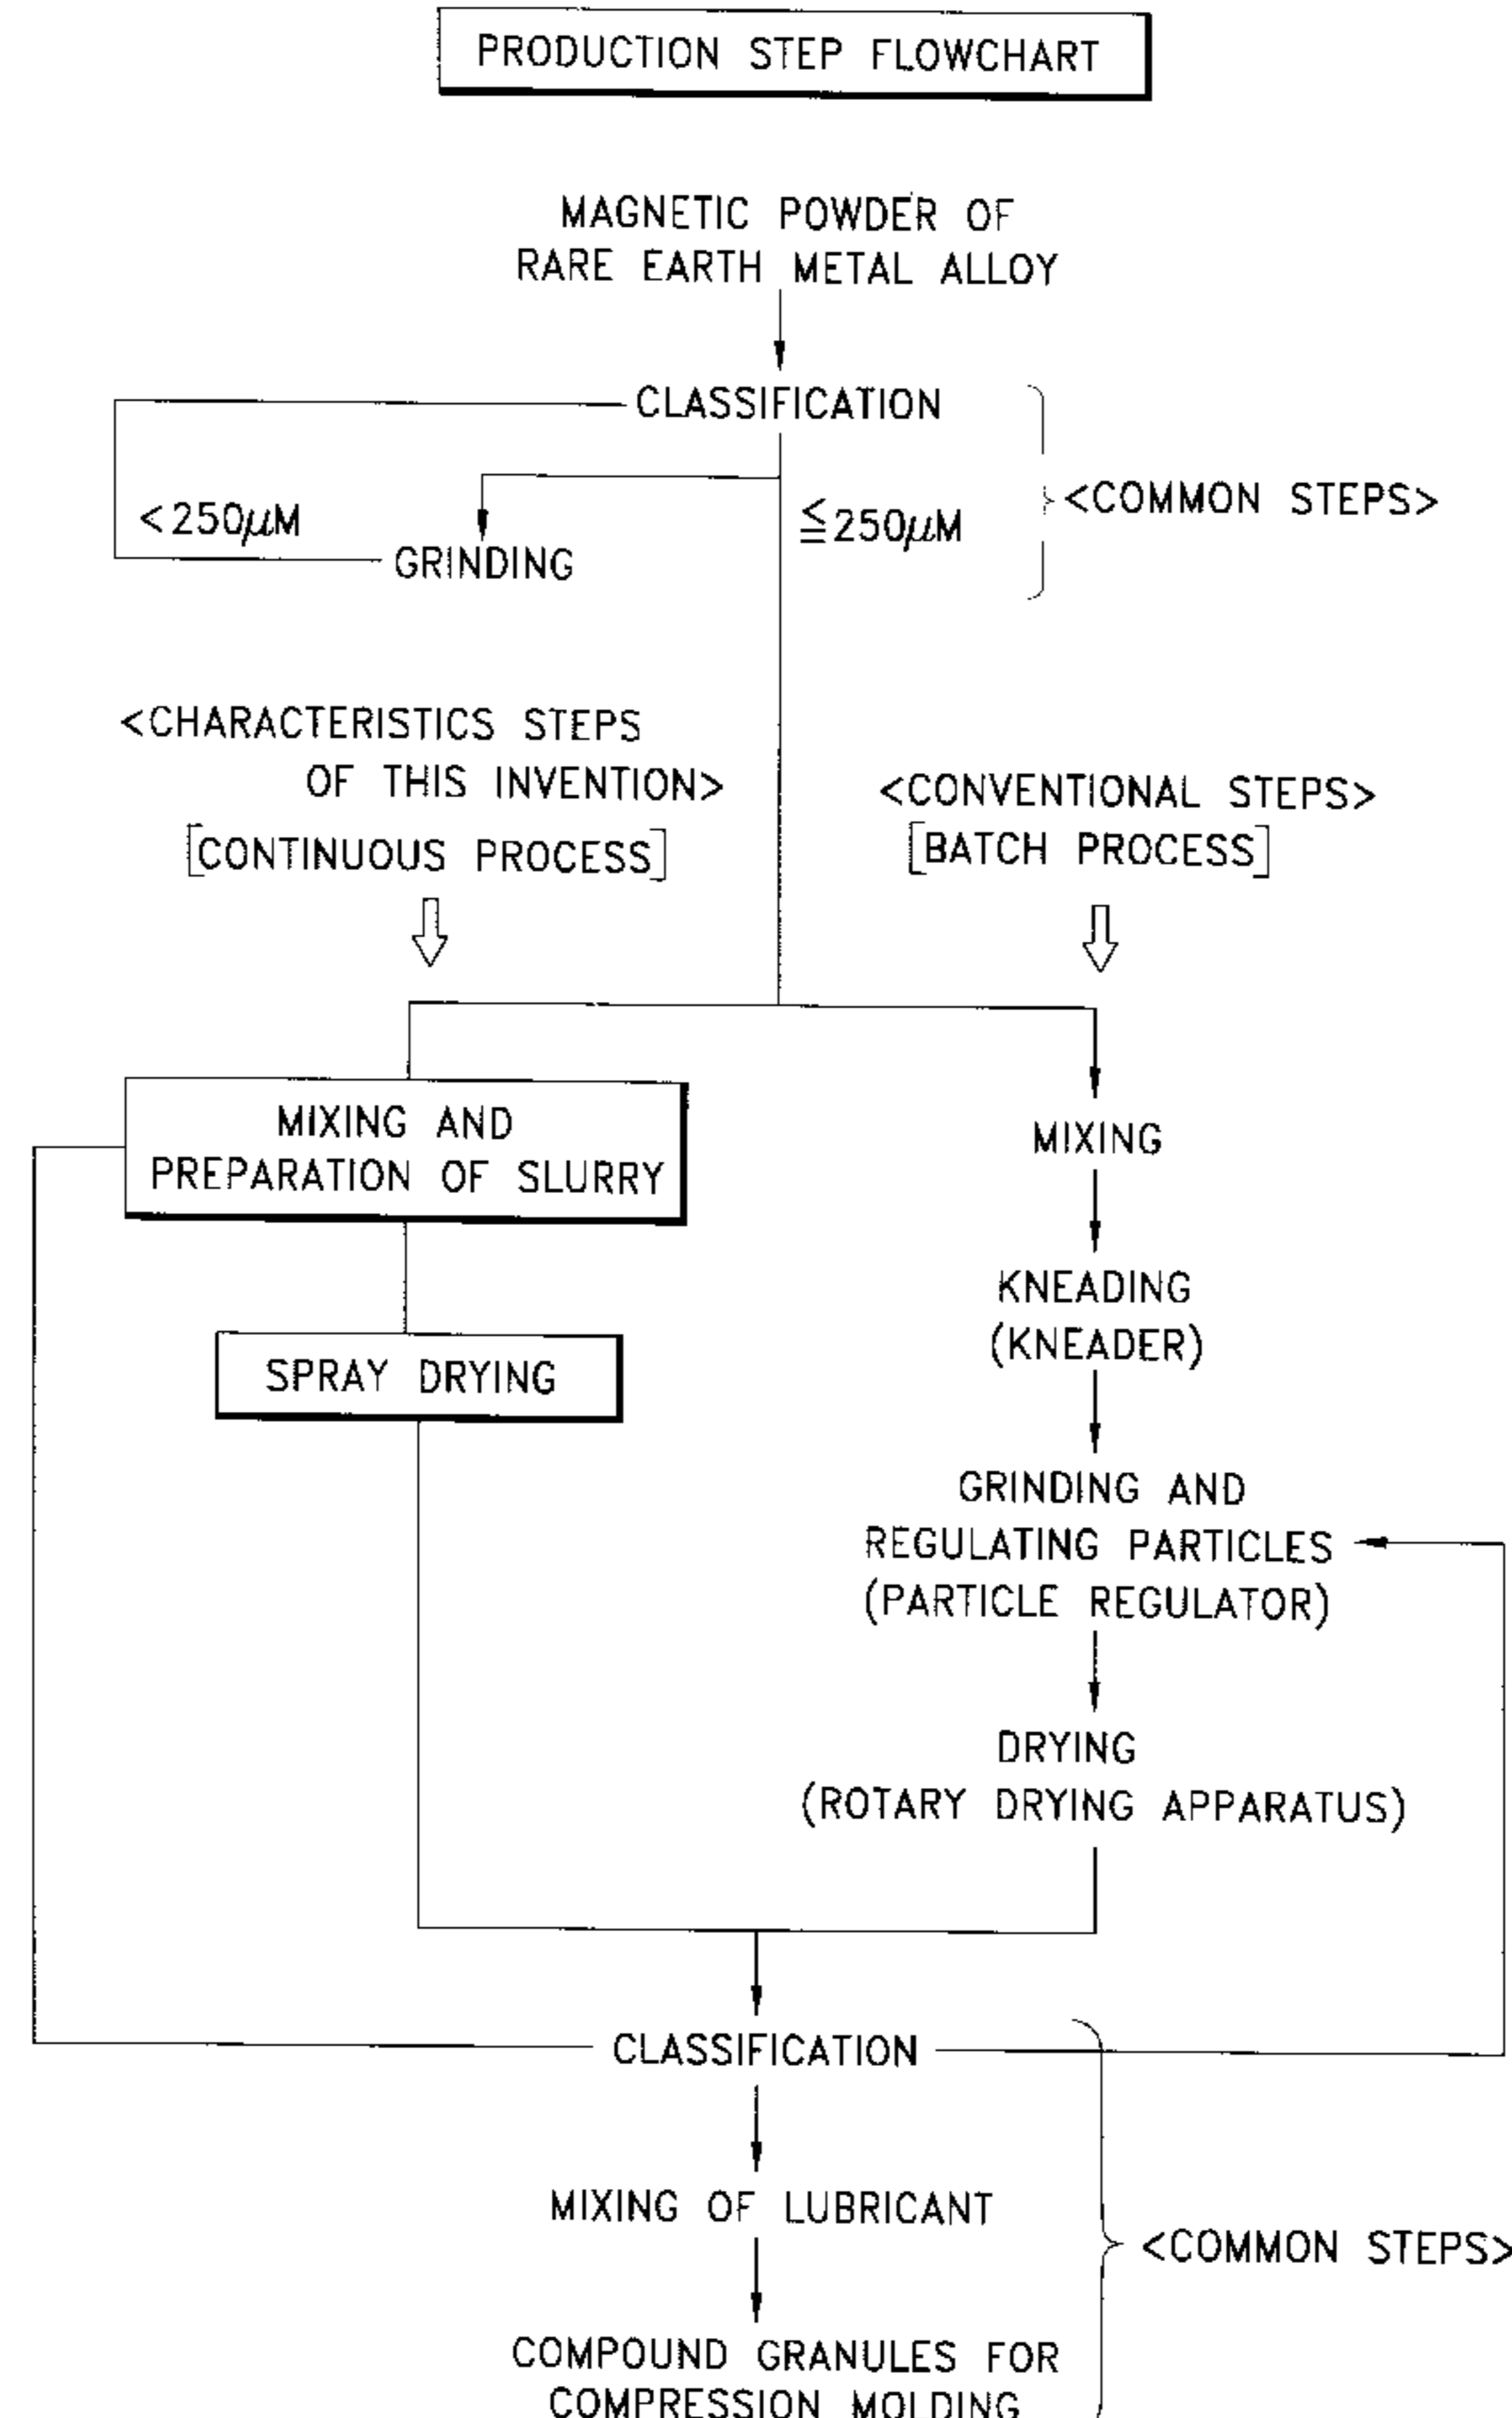 PRODUCTION STEP FLOWCHART
MAGNETIC POWDER OF
RARE EARTH METAL ALLOY
CLASSIFICATION
<COMMON STEPS>
<250μM
≦250μM
GRINDING
<CHARACTERISTICS STEPS
OF THIS INVENTION>
[CONTINUOUS PROCESS]
<CONVENTIONAL STEPS>
[BATCH PROCESS]
MIXING AND
PREPARATION OF SLURRY
SPRAY DRYING
MIXING
KNEADING
(KNEADER)
GRINDING AND
REGULATING PARTICLES
(PARTICLE REGULATOR)
DRYING
(ROTARY DRYING APPARATUS)
CLASSIFICATION
MIXING OF LUBRICANT
<COMMON STEPS>
COMPOUND GRANULES FOR
COMPRESSION MOLDING